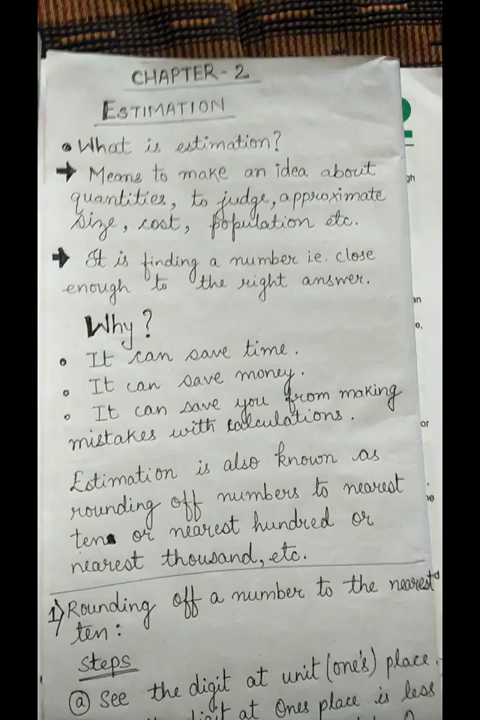 CHAPTER-2
ESTIMATION
• What is estimation?
→ Means to make an idea about
quantities, to judge, approximate
size, cost, population etc.
→ It is finding a number i.e. close
enough to the right answer.
Why?
• It can save time.
• It can save money.
• It can save you from making
mistakes with calculations.
Estimation is also known as
rounding off numbers to nearest
ten or nearest hundred or
nearest thousand, etc.
1) Rounding off a number to the nearest
ten:
Steps
(a) See the digit at unit (one's) place.
digit at Ones place is less